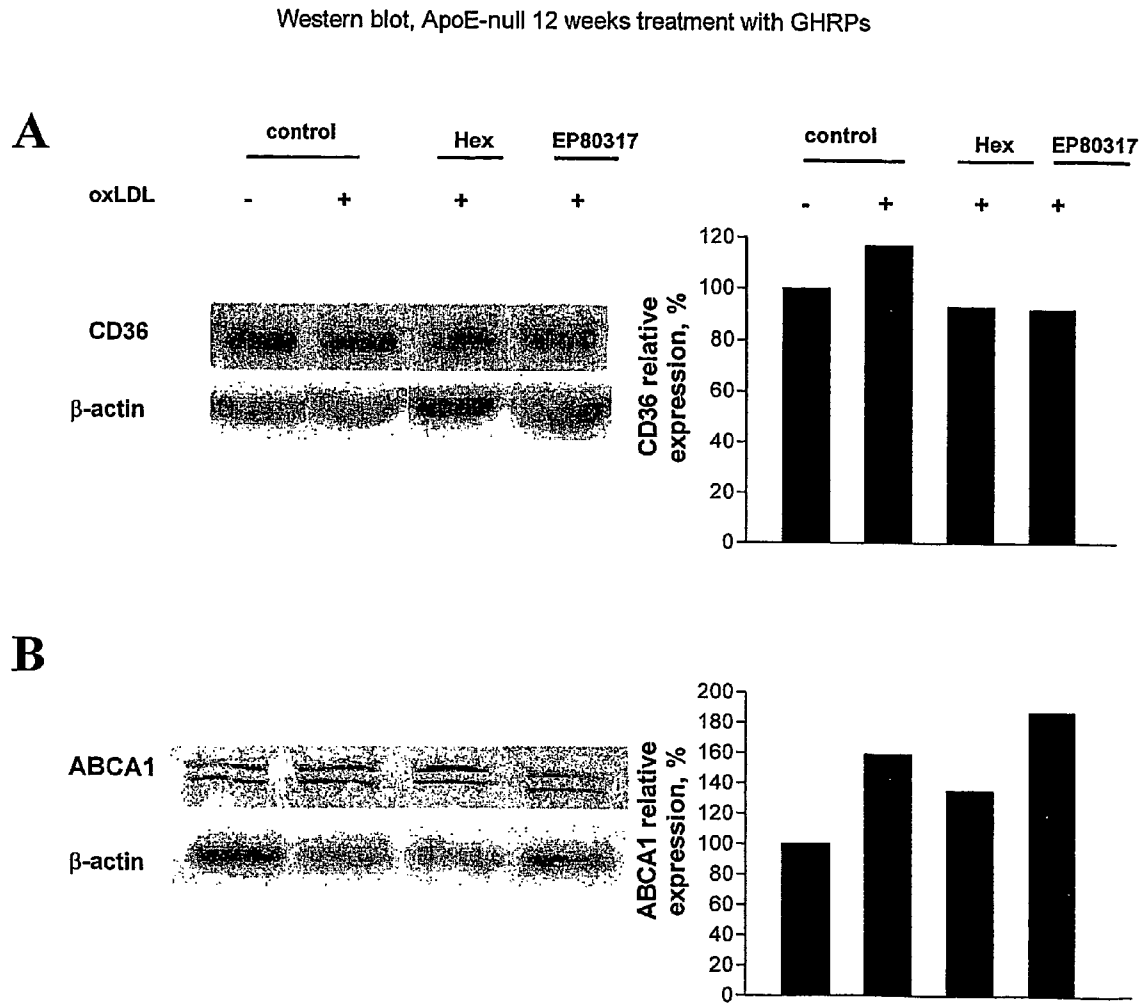 Western blot, ApoE-null 12 weeks treatment with GHRPs
A
control Hex EP80317
oxLDL - + + +
CD36
β-actin
control Hex EP80317
- + + +
CD36 relative
expression, %
120
100
80
60
40
20
0
B
ABCA1
β-actin
ABCA1 relative
expression, %
200
180
160
140
120
100
80
60
40
20
0